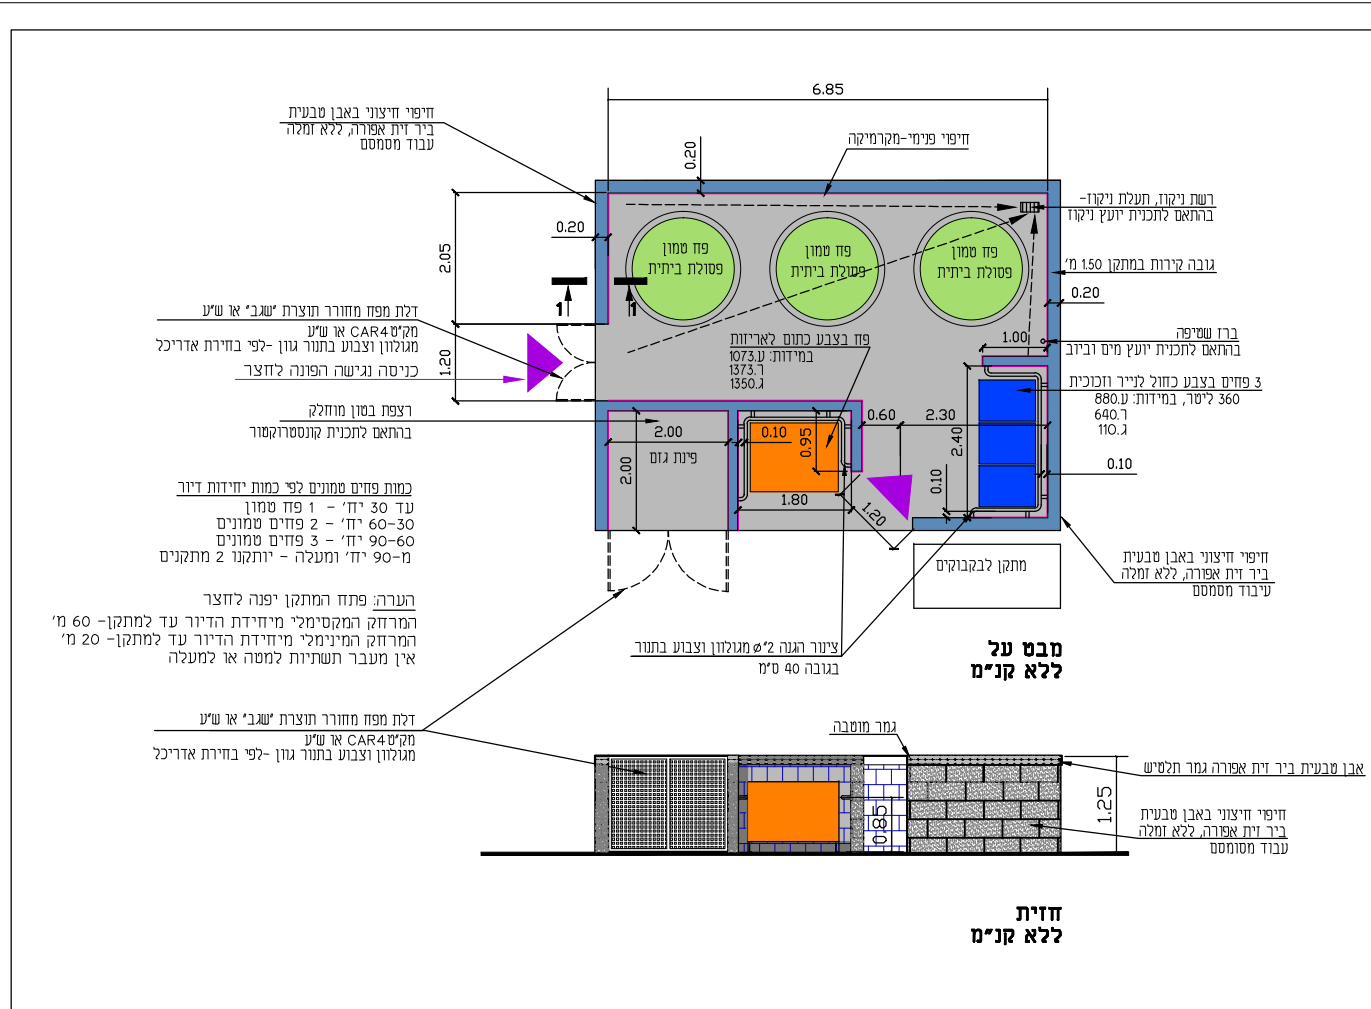 6.85
חיפוי חיצוני באבן טבעית
ביר זית אפורה, ללא זמלה
עבוד מסמסם
חיפוי פנימי-מקרמיקה
0.20
רשת ניקוז, תעלת ניקוז-
בהתאם לתכנית יועץ ניקוז
0.20
2.05
פח טמון
פסולת ביתית
פח טמון
פסולת ביתית
פח טמון
פסולת ביתית
גובה קירות במתקן 1.50 מ'
0.20
1
1
דלת מפח מחורר תוצרת "שגב" או ש"ע
מק"ט CAR4 או ש"ע
מגולוון וצבוע בתנור גוון -לפי בחירת אדריכל
כניסה נגישה הפונה לחצר
1.20
פח בצבע כתום לאריזות
במידות: ע.1073
ר.1373
ג.1350
1.00
ברז שטיפה
בהתאם לתכנית יועץ מים וביוב
3 פחים בצבע כחול לנייר וזכוכית
360 ליטר, במידות: ע.880
ר.640
ג.110
רצפת בטון מוחלק
בהתאם לתכנית קונסטרוקטור
2.00
0.10
0.95
0.60
2.30
2.40
0.10
פינת גזם
2.00
0.10
1.80
1.20
כמות פחים טמונים לפי כמות יחידות דיור
עד 30 יח' - 1 פח טמון
60-30 יח' - 2 פחים טמונים
90-60 יח' - 3 פחים טמונים
מ-90 יח' ומעלה - יותקנו 2 מתקנים
הערה: פתח המתקן יפנה לחצר
המרחק המקסימלי מיחידת הדיור עד למתקן- 60 מ'
המרחק המינימלי מיחידת הדיור עד למתקן- 20 מ'
אין מעבר תשתיות למטה או למעלה
מתקן לבקבוקים
חיפוי חיצוני באבן טבעית
ביר זית אפורה, ללא זמלה
עיבוד מסמסם
צינור הגנה 2"⌀ מגולוון וצבוע בתנור
בגובה 40 ס"מ
מבט על
ללא קנ"מ
דלת מפח מחורר תוצרת "שגב" או ש"ע
מק"ט CAR4 או ש"ע
מגולוון וצבוע בתנור גוון -לפי בחירת אדריכל
גמר מוטבה
אבן טבעית ביר זית אפורה גמר תלטיש
1.25
0.85
חיפוי חיצוני באבן טבעית
ביר זית אפורה, ללא זמלה
עבוד מסומסם
חזית
ללא קנ"מ